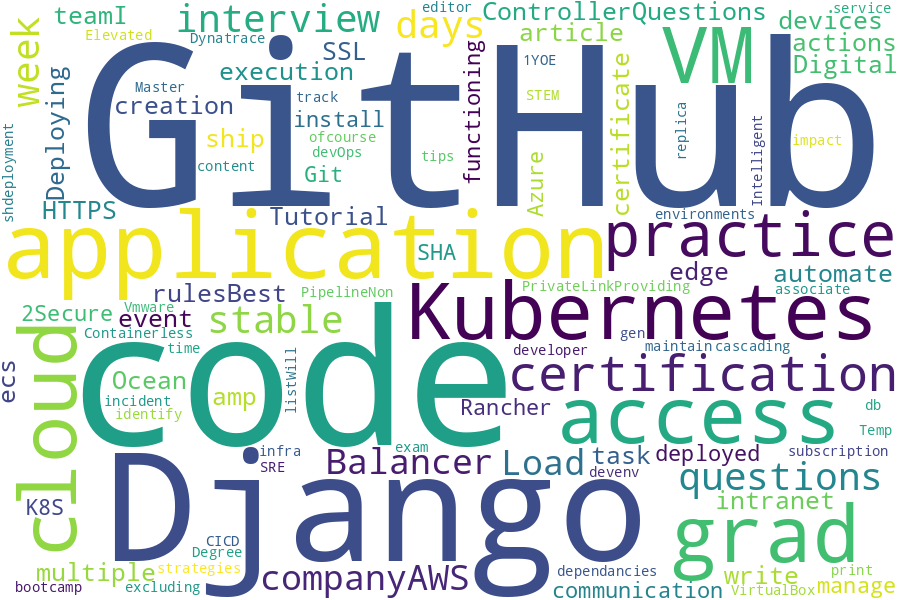 service
editor
teamI
interview
days
ControllerQuestions
devices
week
Elevated
Dynatrace
SSL
article
actions
GitHub
VM
Digital
execution
functioning
1YOE
certificate
Deploying
Master
creation
track
install
STEM
replica
Intelligent
impact
ship
ofcourse
devOps
tips
content
Git
Azure
shdeployment
HTTPS
Tutorial
environments
application
practice
SHA
edge
automate
rulesBest
PipelineNon
PrivateLinkProviding
associate
2Secure
Vmware
event
stable
Kubernetes
gen
Containerless
time
code
developer
maintain
cascading
cloud
ecs
Ocean
listWill
certification
incident
amp
identify
Rancher
access
db
Temp
exam
infra
SRE
Balancer
Load
task
deployed
subscription
devenv
Django
questions
K8S
intranet
grad
CICD
Degree
multiple
strategies
companyAWS
dependancies
write
print
bootcamp
excluding
communication
VirtualBox
manage